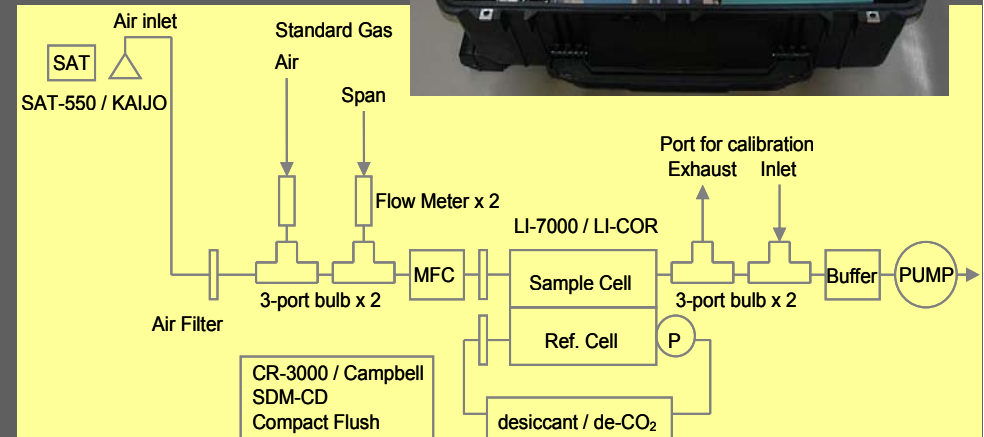 Air inlet
Standard Gas
SAT
Air
SAT-550 / KAIJO
Span
Port for calibration
Exhaust Inlet
Flow Meter x 2
LI-7000 / LI-COR
MFC
Sample Cell
Buffer
PUMP
3-port bulb x 2
3-port bulb x 2
Air Filter
Ref. Cell
P
CR-3000 / Campbell
SDM-CD
Compact Flush
desiccant / de-CO₂